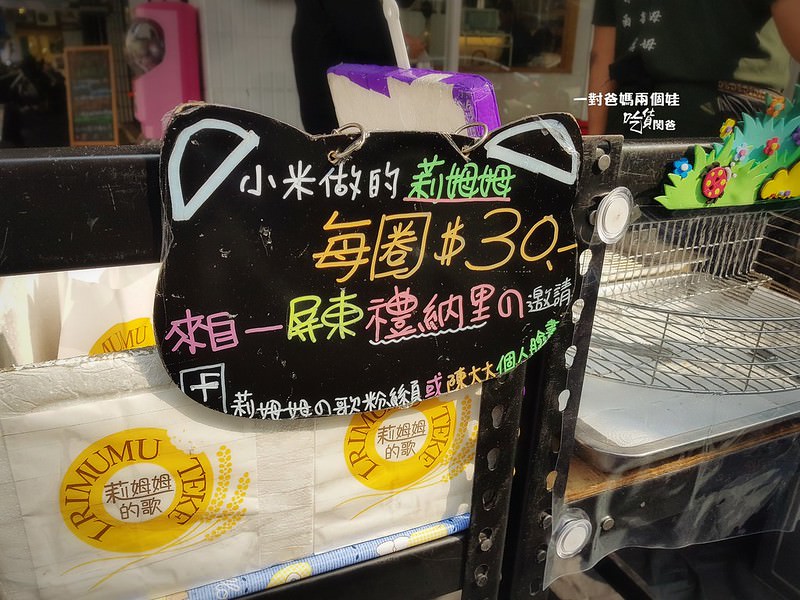 一對爸媽兩個娃
吃貨閔爸
小米做的莉姆姆
每圈$30.-
來自一屏東禮納里の邀請
f 莉姆姆の歌粉絲頁或陳大大個人臉書
LRIMUMU TEKE
莉姆姆
的歌
LRIMUMU TEKE
莉姆姆
的歌